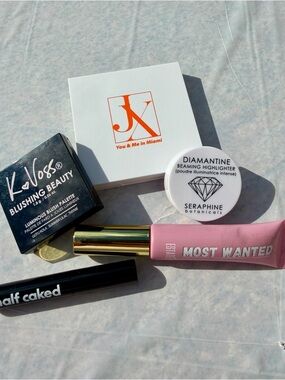 JX
You & Me in Miami
K♥Voss®
BLUSHING BEAUTY
LUMINOUS BLUSH PALETTE
DIAMANTINE
BEAMING HIGHLIGHTER
(poudre illuminatrice intense)
SERAPHINE
botanicals
MOST WANTED
half caked